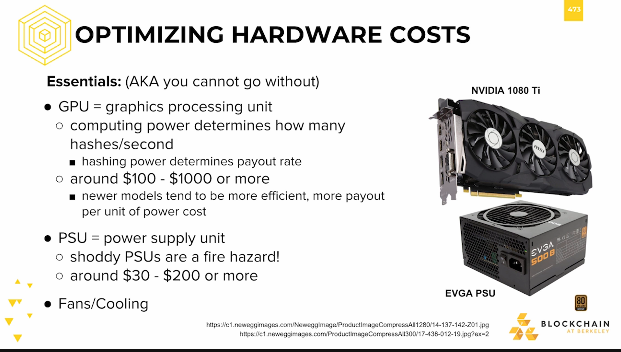 473
OPTIMIZING HARDWARE COSTS
Essentials: (AKA you cannot go without)
● GPU = graphics processing unit
○ computing power determines how many
hashes/second
■ hashing power determines payout rate
○ around $100 - $1000 or more
■ newer models tend to be more efficient, more payout
per unit of power cost
● PSU = power supply unit
○ shoddy PSUs are a fire hazard!
○ around $30 - $200 or more
● Fans/Cooling
NVIDIA 1080 Ti
EVGA
500 B
EVGA PSU
https://c1.neweggimages.com/NeweggImage/ProductImageCompressAll1280/14-137-142-Z01.jpg
https://c1.neweggimages.com/ProductImageCompressAll300/17-438-012-19.jpg?ex=2
BLOCKCHAIN
AT BERKELEY